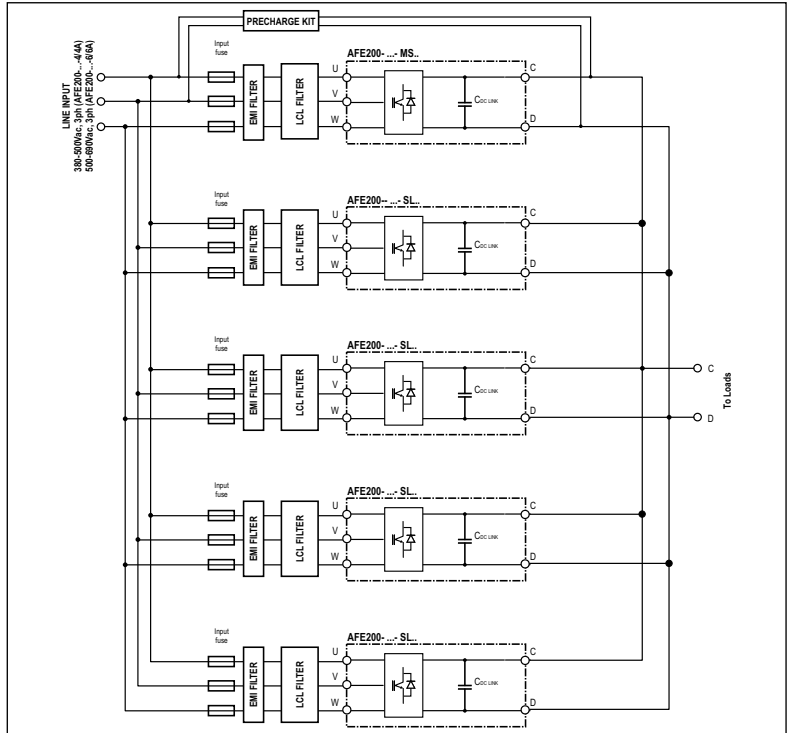 PRECHARGE KIT
LINE INPUT
380-500Vac, 3ph (AFE200-...-4/4A)
500-690Vac, 3ph (AFE200-...-6/6A)
Input
fuse
EMI FILTER
LCL FILTER
U
V
W
AFE200- ...- MS..
CDC LINK
C
D
Input
fuse
EMI FILTER
LCL FILTER
U
V
W
AFE200-- ...- SL..
CDC LINK
C
D
Input
fuse
EMI FILTER
LCL FILTER
U
V
W
AFE200- ...- SL..
CDC LINK
C
D
C
D
To Loads
Input
fuse
EMI FILTER
LCL FILTER
U
V
W
AFE200- ...- SL..
CDC LINK
C
D
Input
fuse
EMI FILTER
LCL FILTER
U
V
W
AFE200- ...- SL..
CDC LINK
C
D